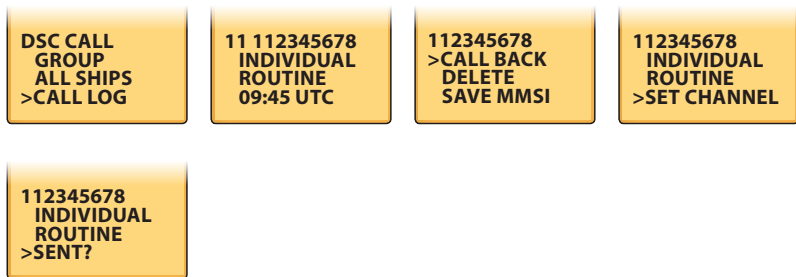 DSC CALL
GROUP
ALL SHIPS
>CALL LOG
11 112345678
INDIVIDUAL
ROUTINE
09:45 UTC
112345678
>CALL BACK
DELETE
SAVE MMSI
112345678
INDIVIDUAL
ROUTINE
>SET CHANNEL
112345678
INDIVIDUAL
ROUTINE
>SENT?